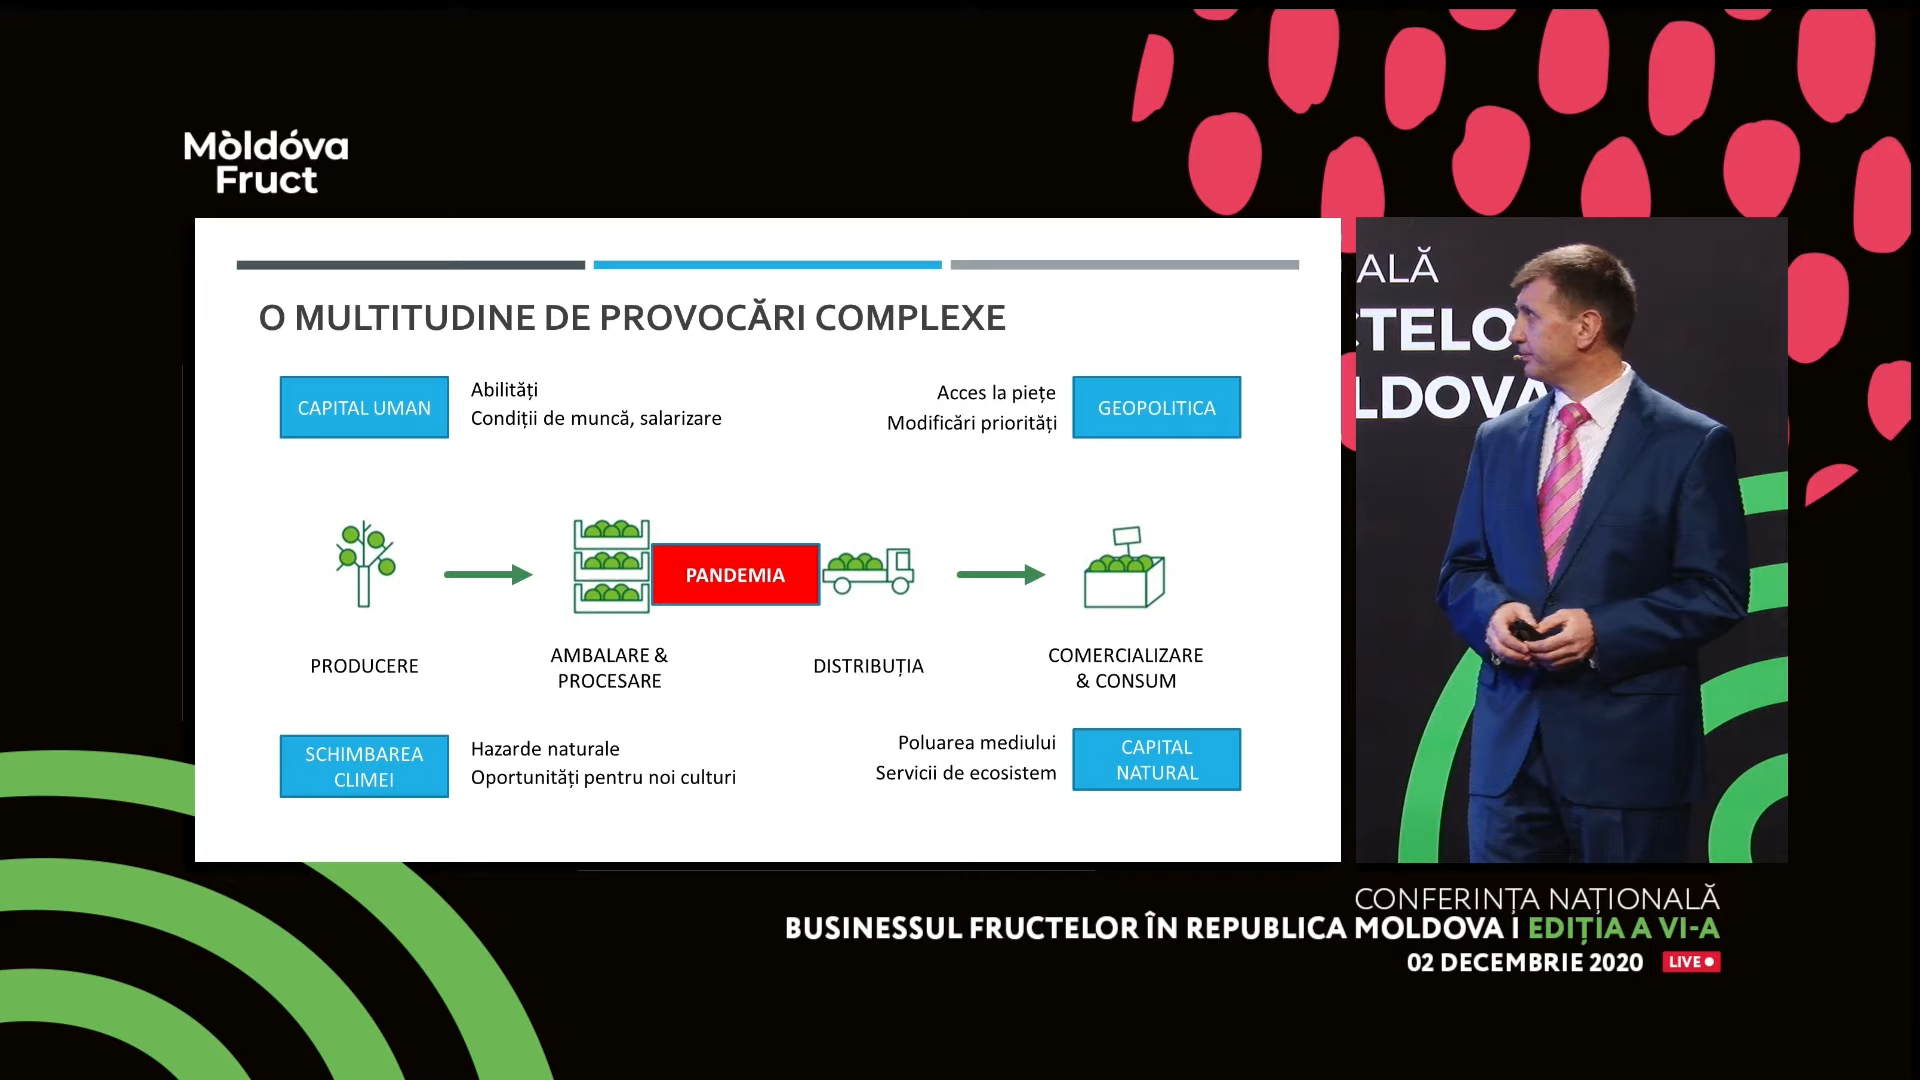 Mòldóva
Fruct
O MULTITUDINE DE PROVOCĂRI COMPLEXE
CAPITAL UMAN
Abilități
Condiții de muncă, salarizare
Acces la piețe
Modificări priorități
GEOPOLITICA
PANDEMIA
PRODUCERE
AMBALARE &
PROCESARE
DISTRIBUȚIA
COMERCIALIZARE
& CONSUM
SCHIMBAREA
CLIMEI
Hazarde naturale
Oportunități pentru noi culturi
Poluarea mediului
Servicii de ecosistem
CAPITAL
NATURAL
ALĂ
CTELO
LDOVA
CONFERINȚA NAȚIONALĂ
BUSINESSUL FRUCTELOR ÎN REPUBLICA MOLDOVA I EDIȚIA A VI-A
02 DECEMBRIE 2020 LIVE